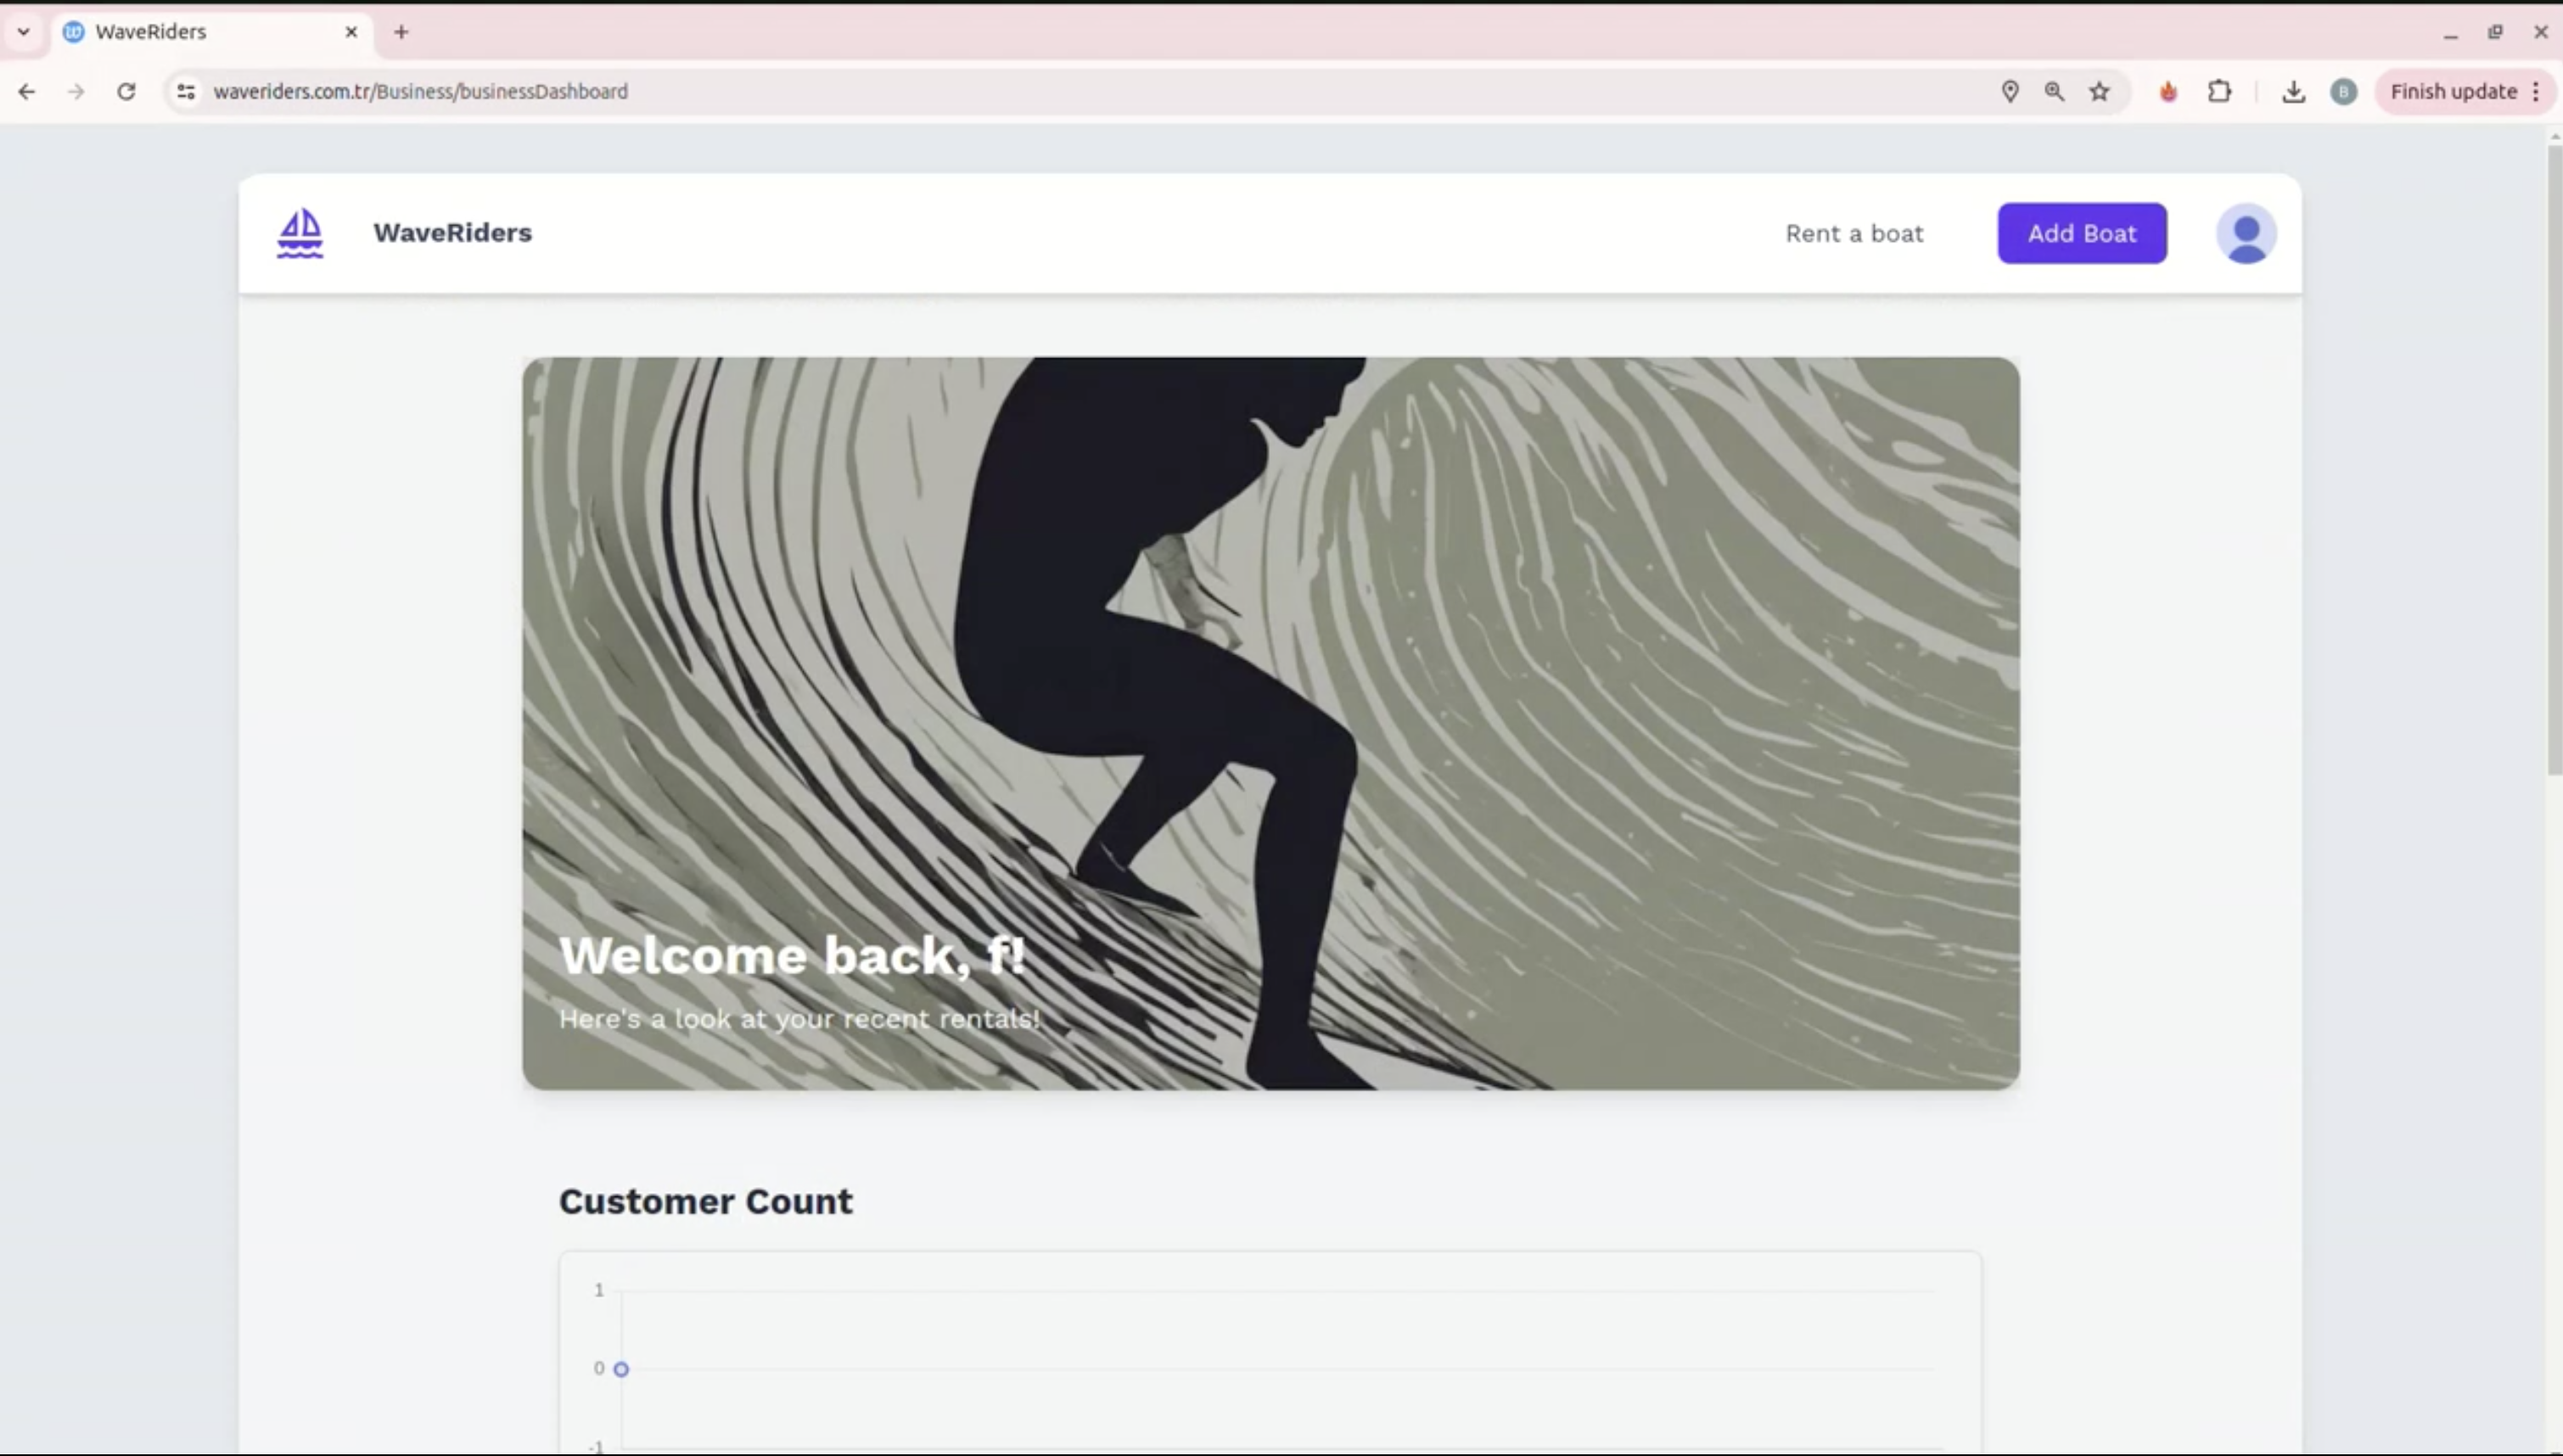 WaveRiders
waveriders.com.tr/Business/businessDashboard
B
Finish update
WaveRiders
Rent a boat
Add Boat
Welcome back, f!
Here's a look at your recent rentals!
Customer Count
1
0
-1